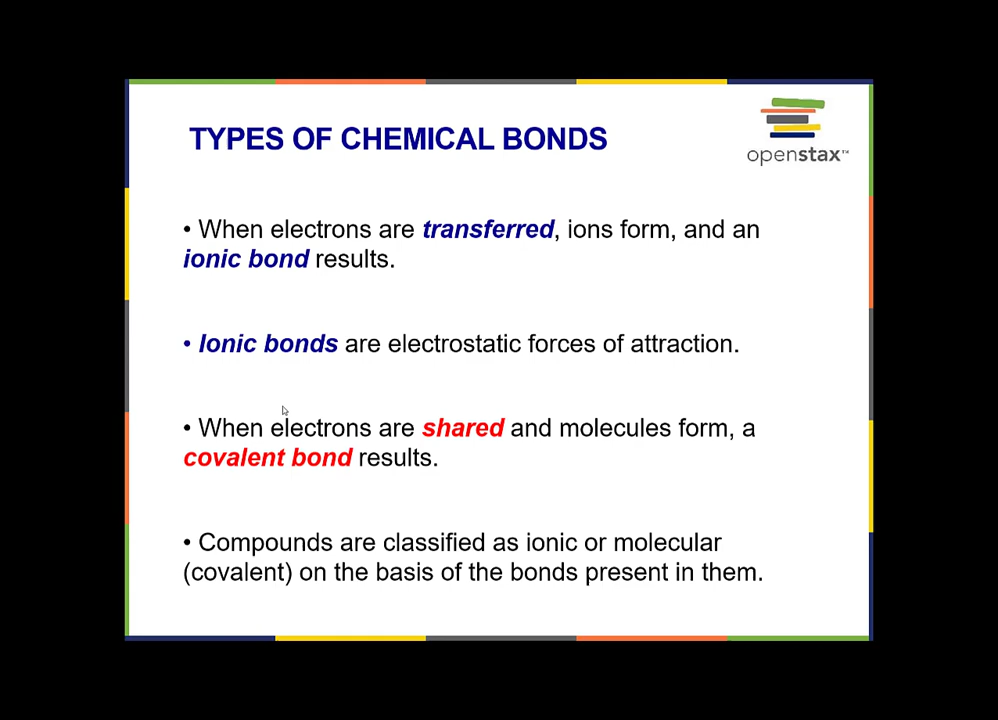 TYPES OF CHEMICAL BONDS
openstax™
• When electrons are transferred, ions form, and an
ionic bond results.
• Ionic bonds are electrostatic forces of attraction.
• When electrons are shared and molecules form, a
covalent bond results.
• Compounds are classified as ionic or molecular
(covalent) on the basis of the bonds present in them.